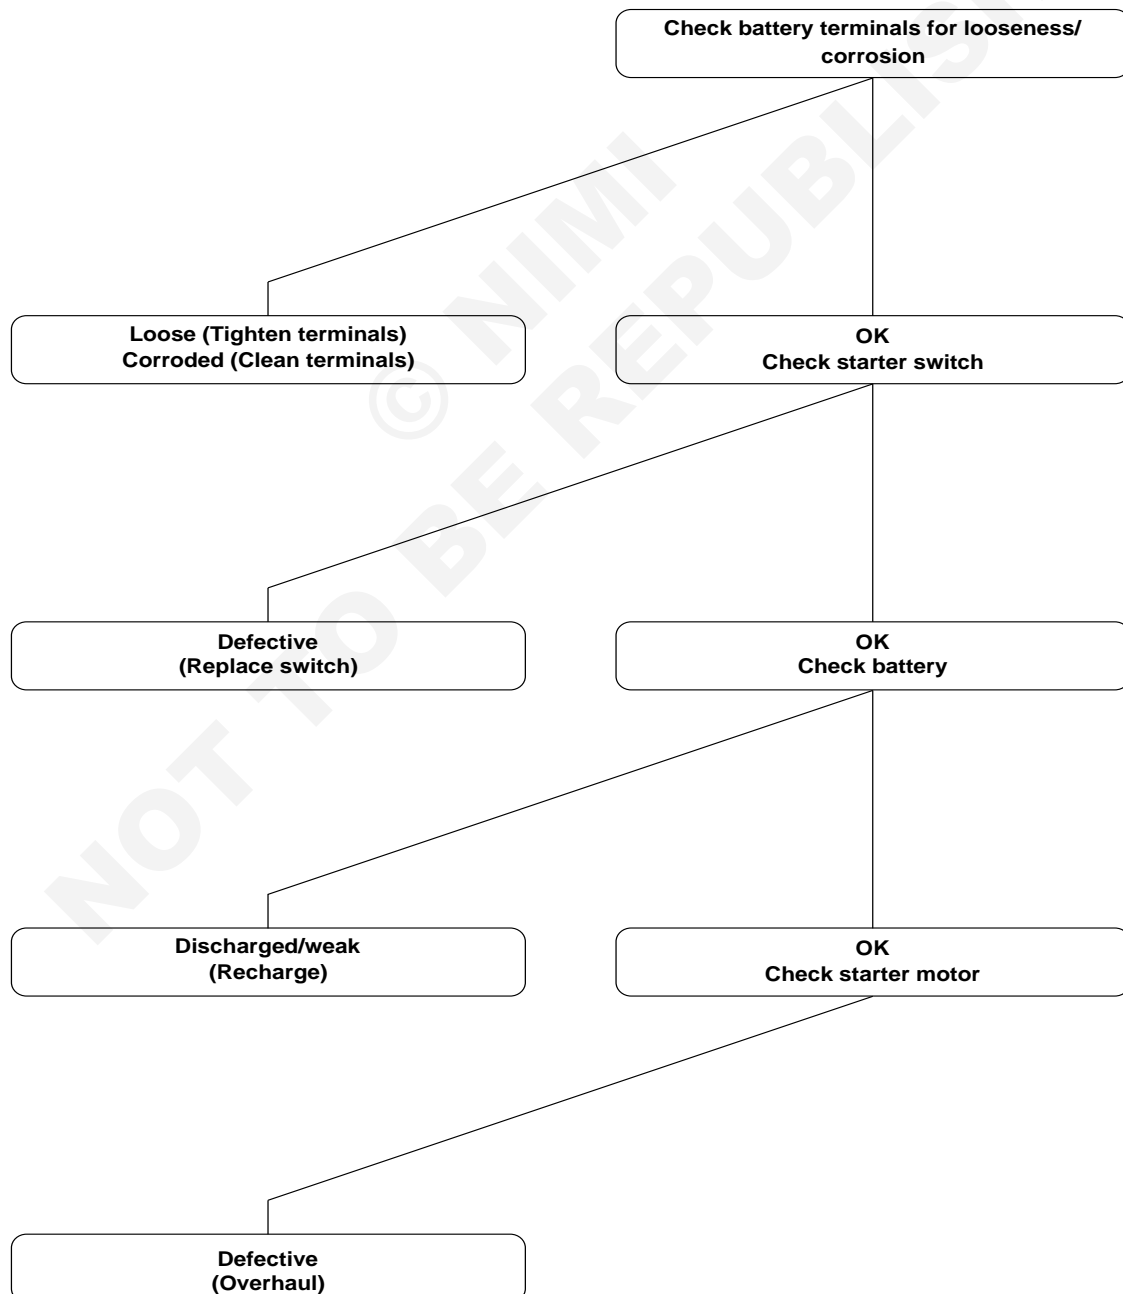 Check battery terminals for looseness/
corrosion
Loose (Tighten terminals)
Corroded (Clean terminals)
OK
Check starter switch
Defective
(Replace switch)
OK
Check battery
Discharged/weak
(Recharge)
OK
Check starter motor
Defective
(Overhaul)
© NIMI
NOT TO BE REPUBLIS